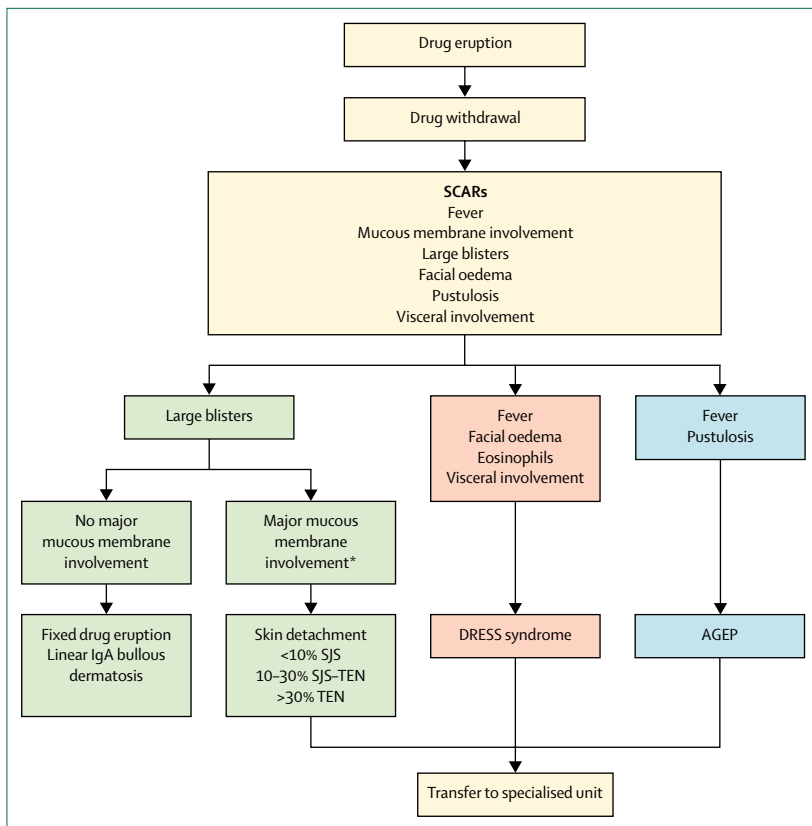 Drug eruption
Drug withdrawal
SCARs
Fever
Mucous membrane involvement
Large blisters
Facial oedema
Pustulosis
Visceral involvement
Large blisters
Fever
Facial oedema
Eosinophils
Visceral involvement
Fever
Pustulosis
No major
mucous membrane
involvement
Major mucous
membrane
involvement*
Fixed drug eruption
Linear IgA bullous
dermatosis
Skin detachment
<10% SJS
10–30% SJS–TEN
>30% TEN
DRESS syndrome
AGEP
Transfer to specialised unit